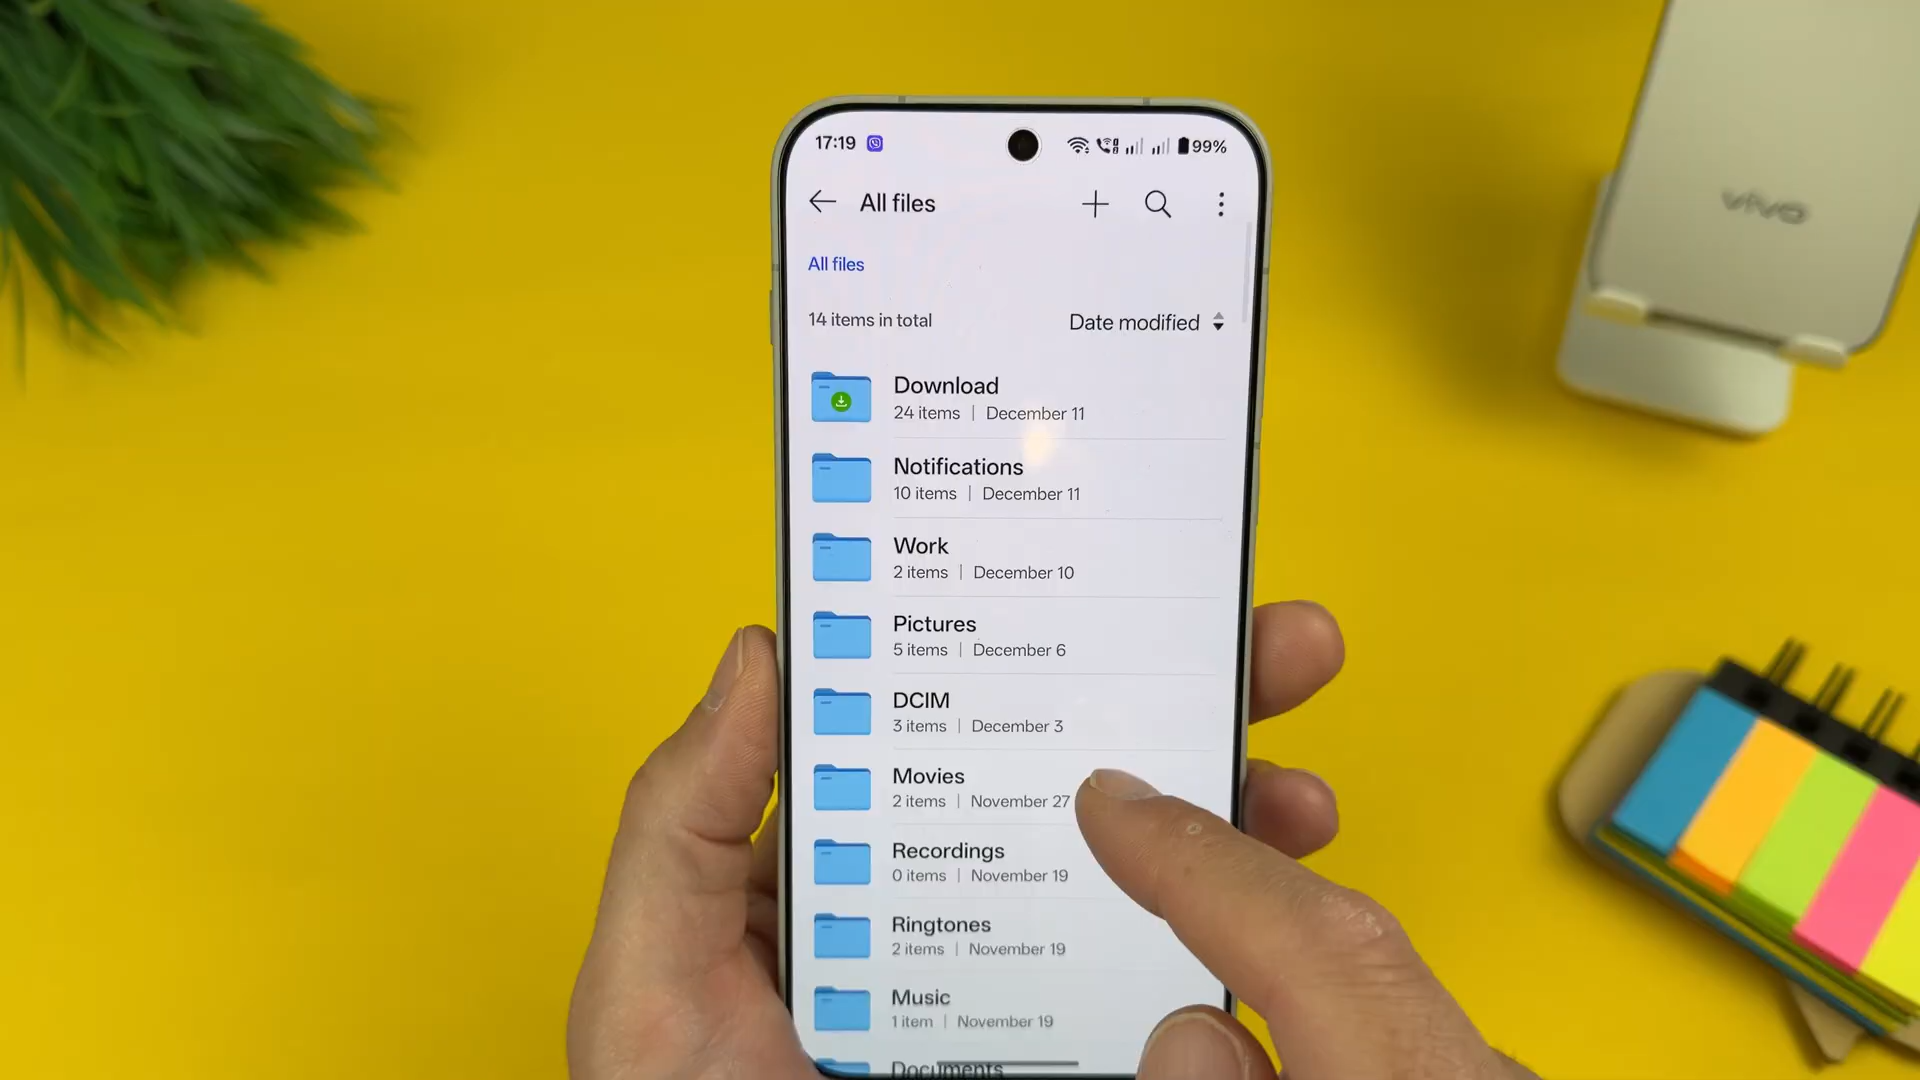 17:19
99%
All files
All files
14 items in total
Date modified
Download
24 items | December 11
Notifications
10 items | December 11
Work
2 items | December 10
Pictures
5 items | December 6
DCIM
3 items | December 3
Movies
2 items | November 27
Recordings
0 items | November 19
Ringtones
2 items | November 19
Music
1 item | November 19
Documents
vivo